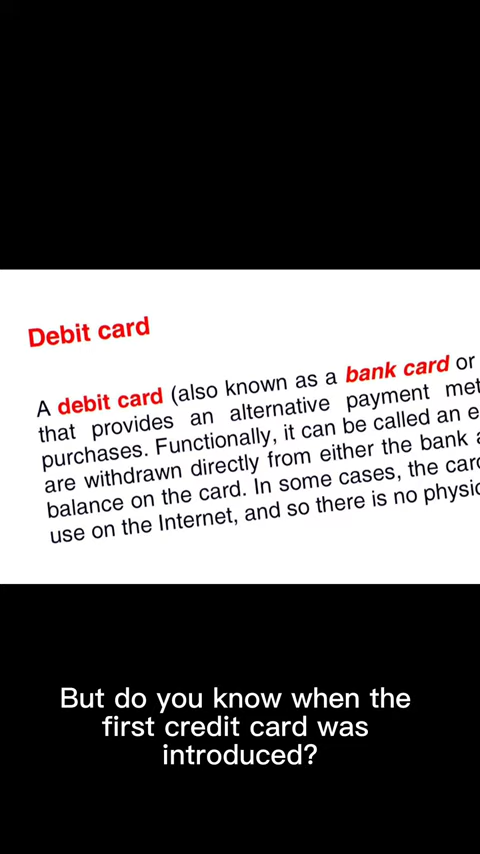 Debit card
A debit card (also known as a bank card or
that provides an alternative payment
purchases. Functionally, it can be called an
are withdrawn directly from either the bank
balance on the card. In some cases, the
use on the Internet, and so there is no
But do you know when the
first credit card was
introduced?